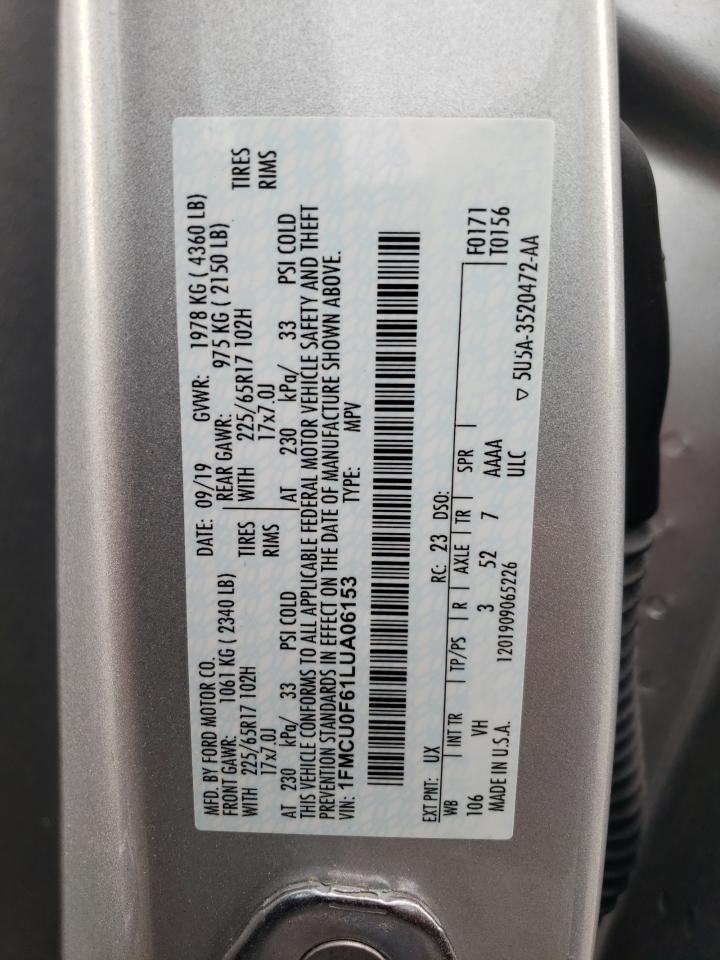 MFD. BY FORD MOTOR CO. DATE: 09/19 GVWR: 1978 KG ( 4360 LB)
FRONT GAWR: 1061 KG ( 2340 LB) REAR GAWR: 975 KG ( 2150 LB)
WITH 225/65R17 102H TIRES WITH 225/65R17 102H TIRES
17x7.0J RIMS 17x7.0J RIMS
AT 230 kPa/ 33 PSI COLD AT 230 kPa/ 33 PSI COLD
THIS VEHICLE CONFORMS TO ALL APPLICABLE FEDERAL MOTOR VEHICLE SAFETY AND THEFT
PREVENTION STANDARDS IN EFFECT ON THE DATE OF MANUFACTURE SHOWN ABOVE.
VIN: 1FMCU0F61LUA06153 TYPE: MPV
EXT PNT: UX RC: 23 DSO:
WB INT TR TP/PS R AXLE TR SPR F0171
106 VH 3 52 7 AAAA T0156
MADE IN U.S.A. 1201909065226 ULC ▽ 5U5A-3520472-AA